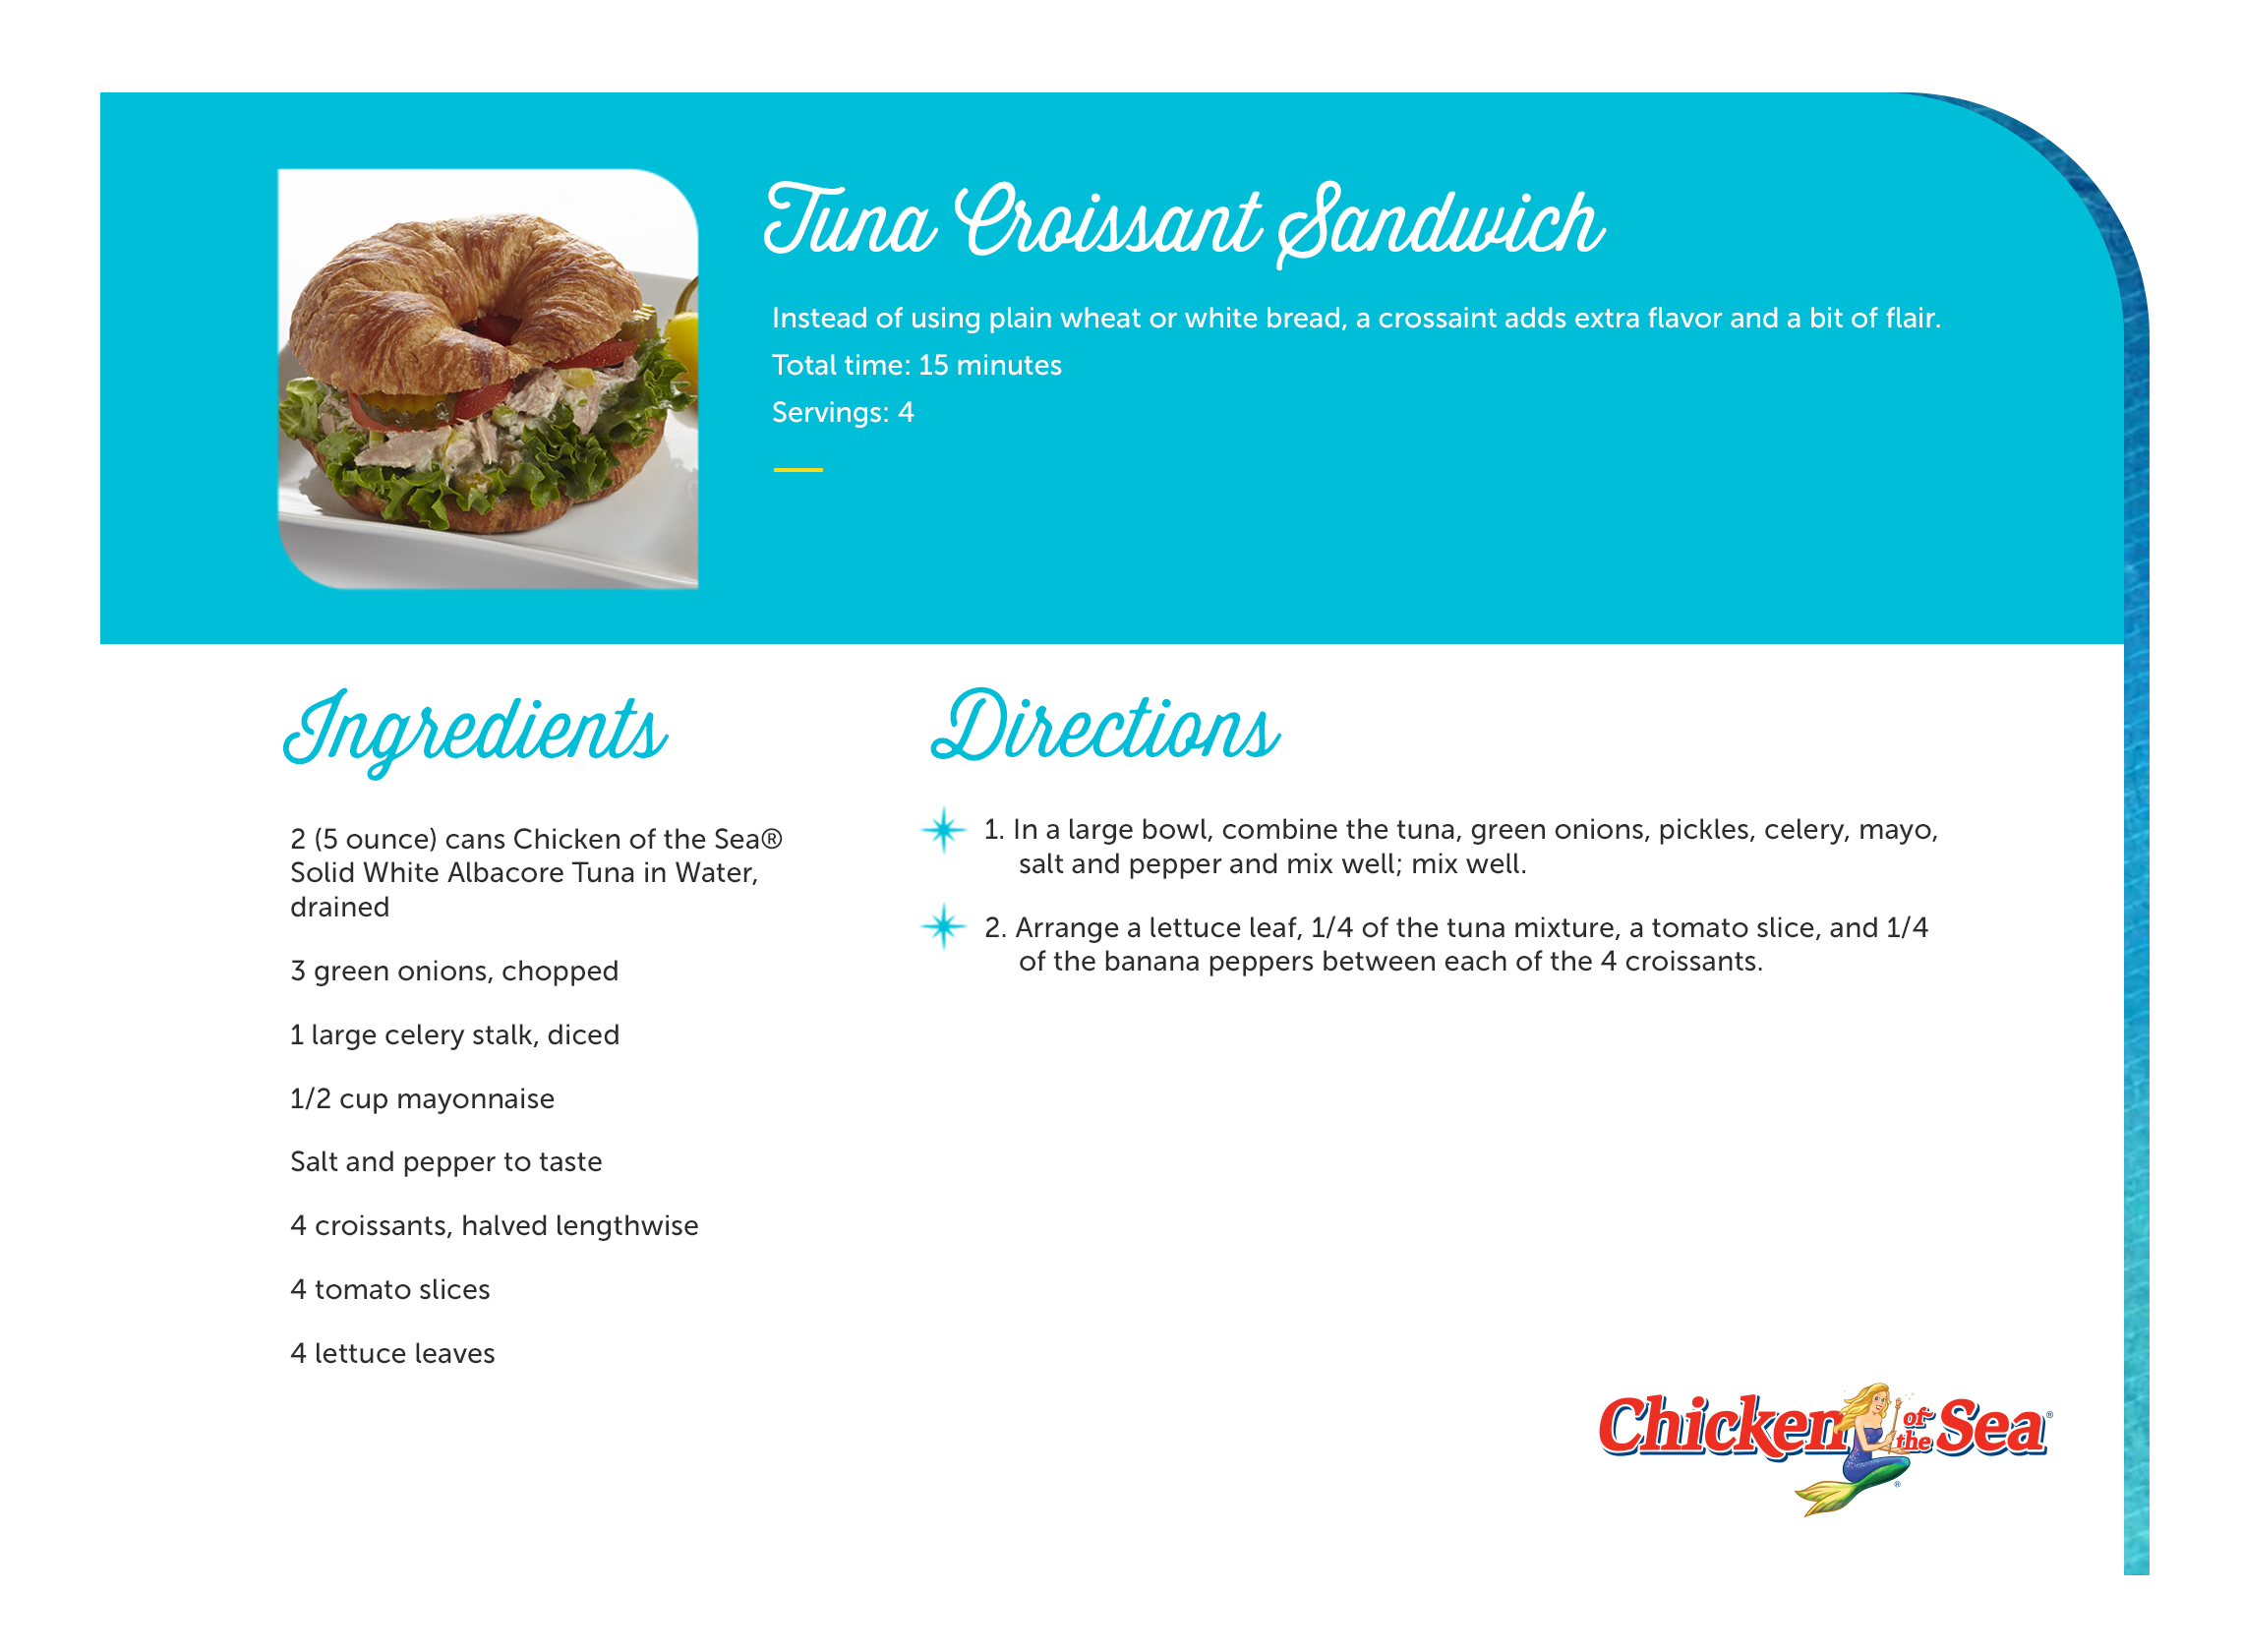 Tuna Croissant Sandwich
Instead of using plain wheat or white bread, a crossaint adds extra flavor and a bit of flair.
Total time: 15 minutes
Servings: 4
Ingredients
2 (5 ounce) cans Chicken of the Sea®
Solid White Albacore Tuna in Water,
drained
3 green onions, chopped
1 large celery stalk, diced
1/2 cup mayonnaise
Salt and pepper to taste
4 croissants, halved lengthwise
4 tomato slices
4 lettuce leaves
Directions
1. In a large bowl, combine the tuna, green onions, pickles, celery, mayo,
salt and pepper and mix well; mix well.
2. Arrange a lettuce leaf, 1/4 of the tuna mixture, a tomato slice, and 1/4
of the banana peppers between each of the 4 croissants.
Chicken of the Sea®
®